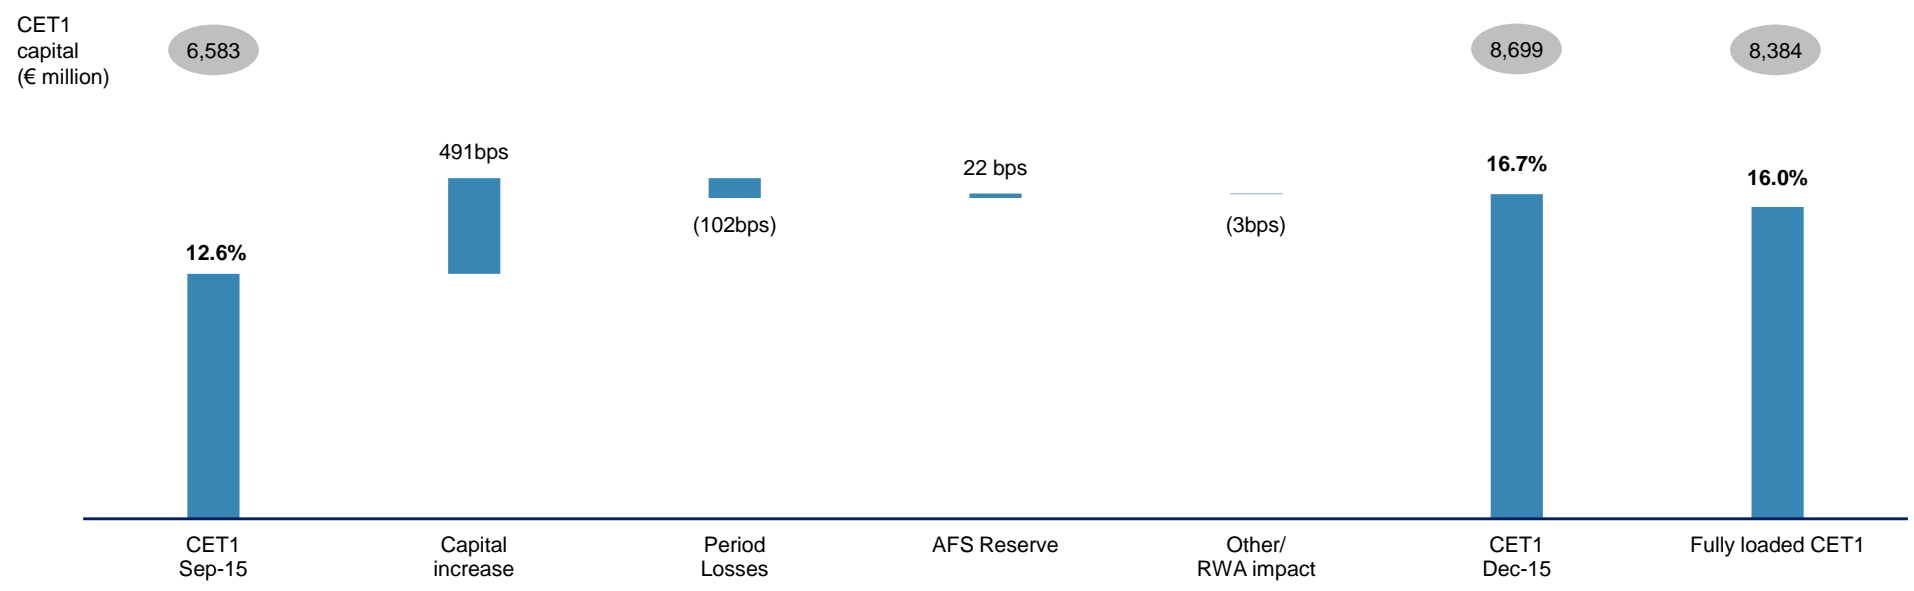 CET1
capital
(€ million)
6,583
8,699
8,384
491bps
22 bps
16.7%
16.0%
(102bps)
(3bps)
12.6%
CET1
Sep-15
Capital
increase
Period
Losses
AFS Reserve
Other/
RWA impact
CET1
Dec-15
Fully loaded CET1